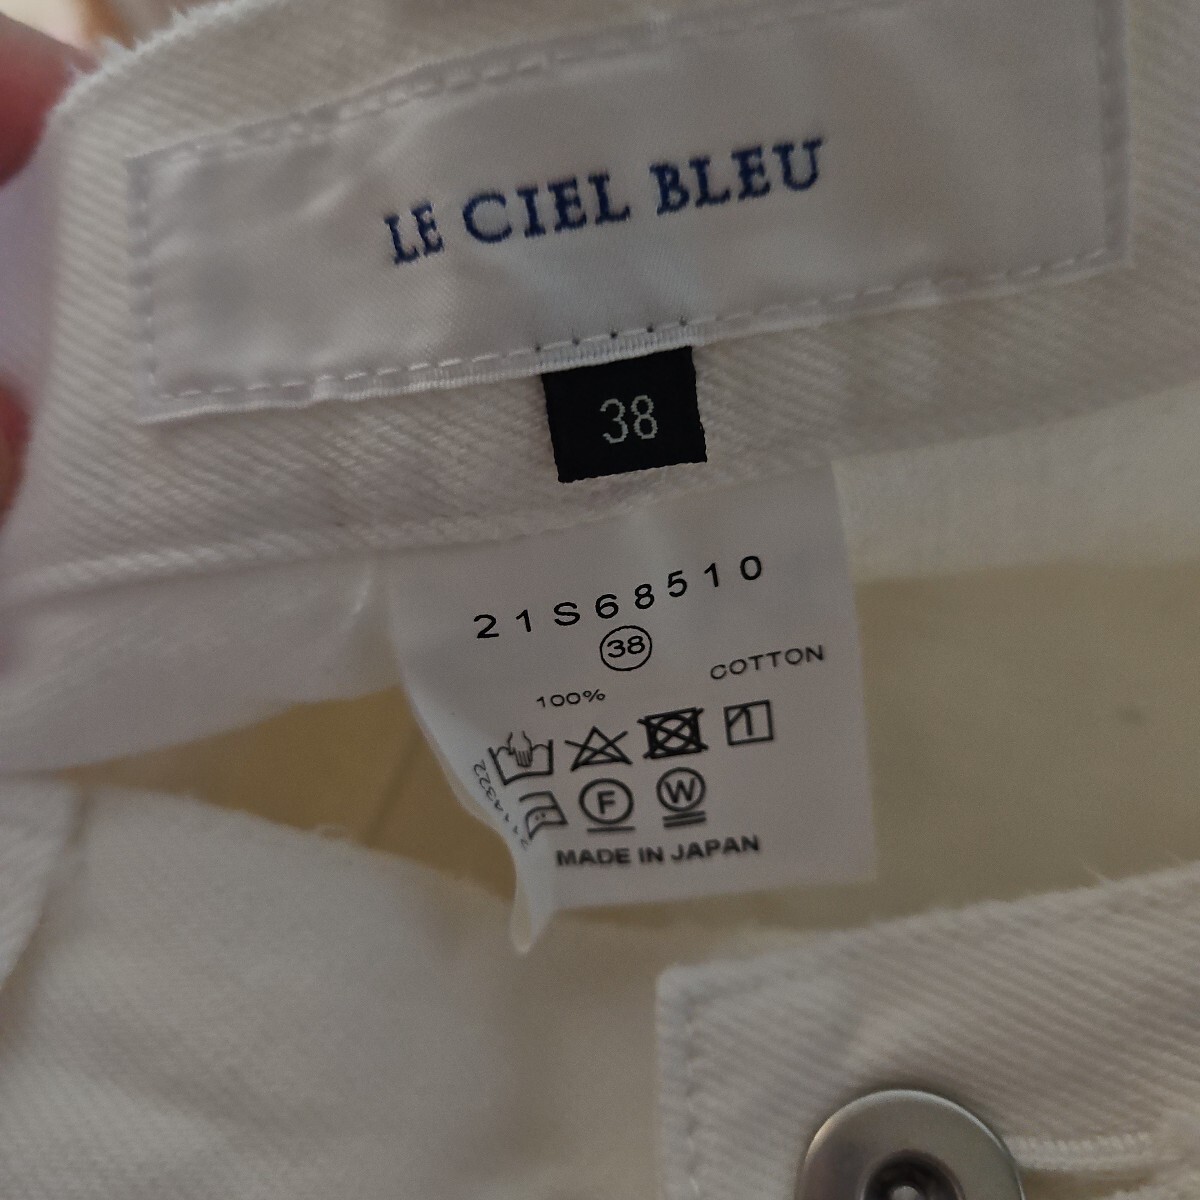 LE CIEL BLEU
38
21S68510
38
100% COTTON
F W
MADE IN JAPAN